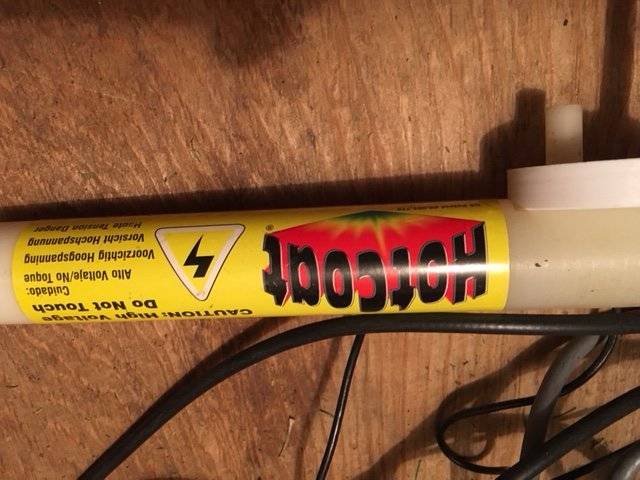 HotCoat®
CAUTION: High Voltage
Do Not Touch
Cuidado:
Alto Voltaje/No Toque
Voorzichtig Hoogspanning
Vorsicht Hochspannung
Haute Tension Danger